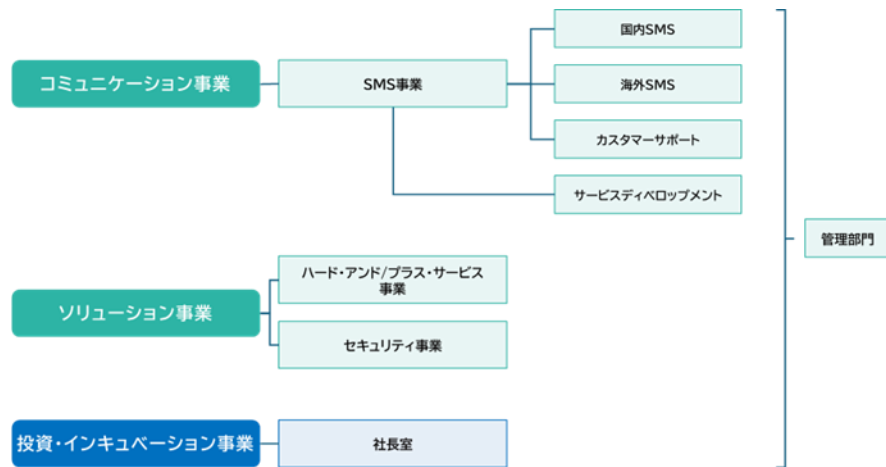 コミュニケーション事業
SMS事業
国内SMS
海外SMS
カスタマーサポート
サービスディベロップメント
管理部門
ソリューション事業
ハード・アンド/プラス・サービス
事業
セキュリティ事業
投資・インキュベーション事業
社長室